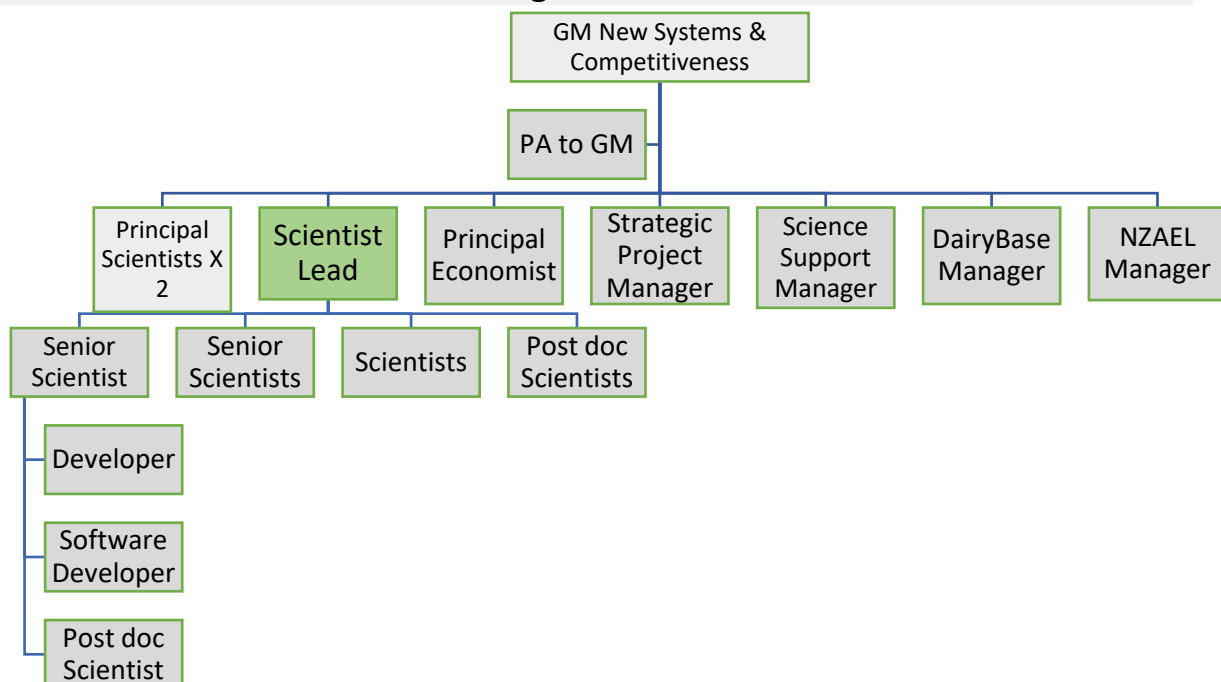 GM New Systems &
Competitiveness
PA to GM
Principal
Scientists X
2
Scientist
Lead
Principal
Economist
Strategic
Project
Manager
Science
Support
Manager
DairyBase
Manager
NZAEL
Manager
Senior
Scientist
Senior
Scientists
Scientists
Post doc
Scientists
Developer
Software
Developer
Post doc
Scientist